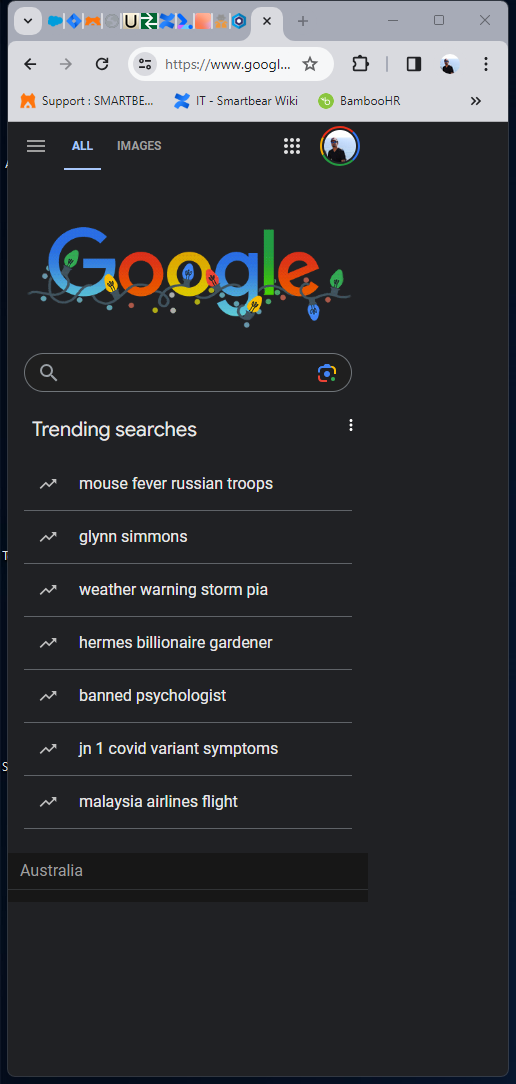 https://www.googl...
Support : SMARTBE...
IT - Smartbear Wiki
BambooHR
ALL
IMAGES
Google
Trending searches
mouse fever russian troops
glynn simmons
weather warning storm pia
hermes billionaire gardener
banned psychologist
jn 1 covid variant symptoms
malaysia airlines flight
Australia